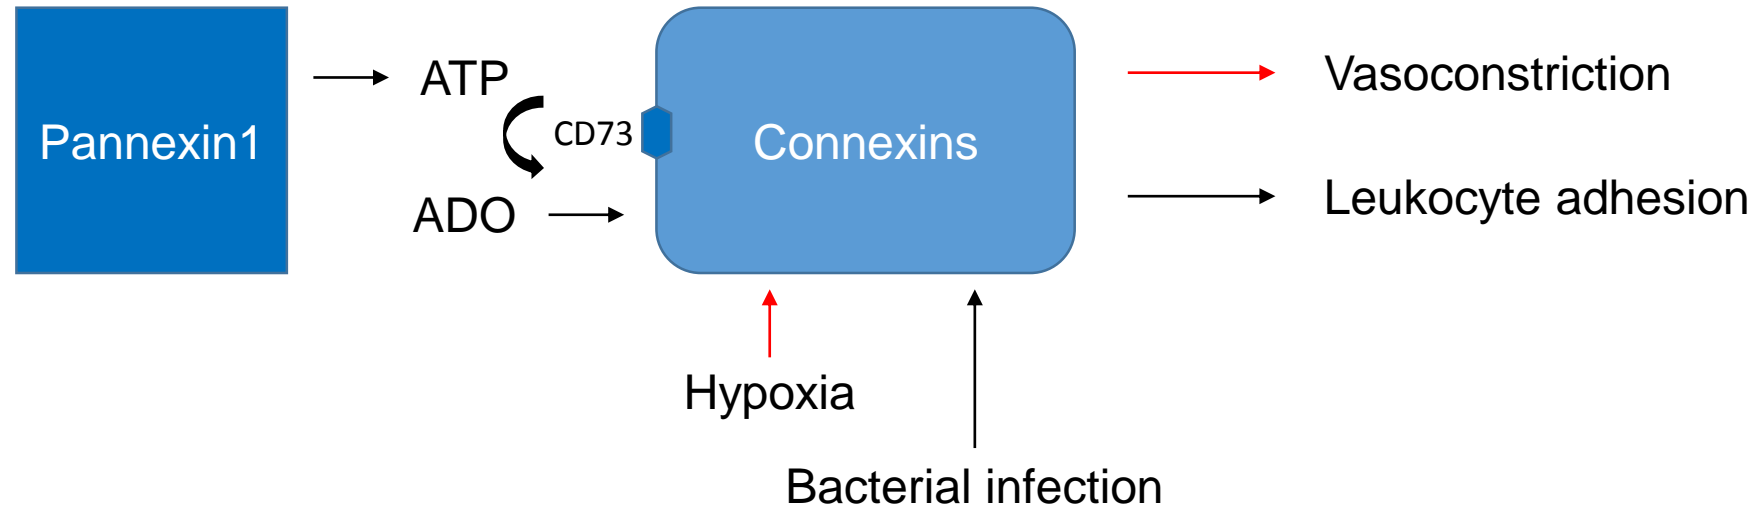 Pannexin1
ATP
CD73
ADO
Connexins
Vasoconstriction
Leukocyte adhesion
Hypoxia
Bacterial infection